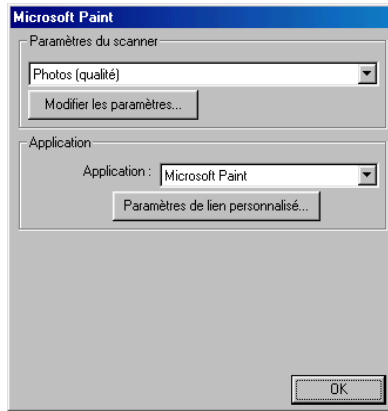 Microsoft Paint
Paramètres du scanner
Photos (qualité)
Modifier les paramètres...
Application
Application : Microsoft Paint
Paramètres de lien personnalisé...
OK